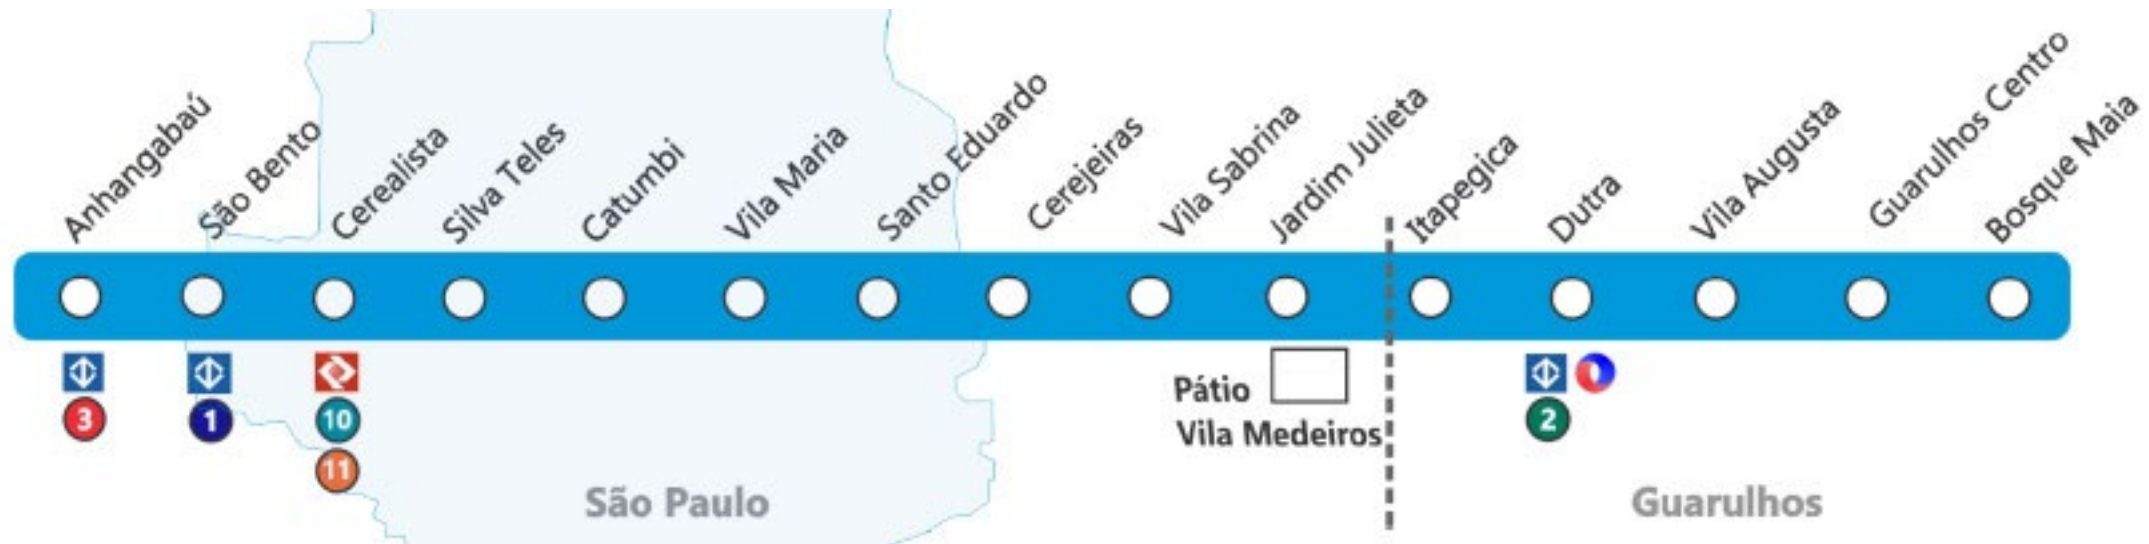 Anhangabaú
São Bento
Cerealista
Silva Teles
Catumbi
Vila Maria
Santo Eduardo
Cerejeiras
Vila Sabrina
Jardim Julieta
Itapegica
Dutra
Vila Augusta
Guarulhos Centro
Bosque Maia
3
1
10
11
Pátio
Vila Medeiros
2
São Paulo
Guarulhos